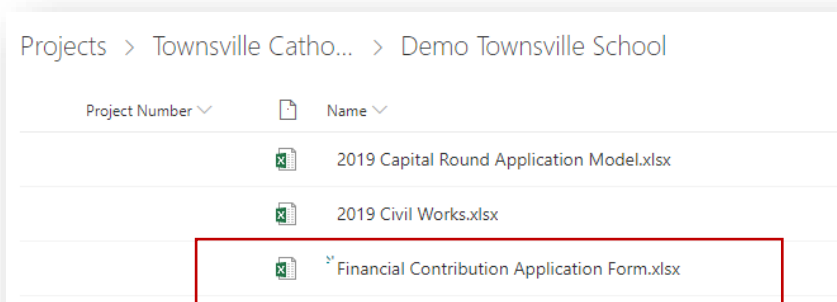 Projects > Townsville Catho... > Demo Townsville School
Project Number Name
2019 Capital Round Application Model.xlsx
2019 Civil Works.xlsx
Financial Contribution Application Form.xlsx